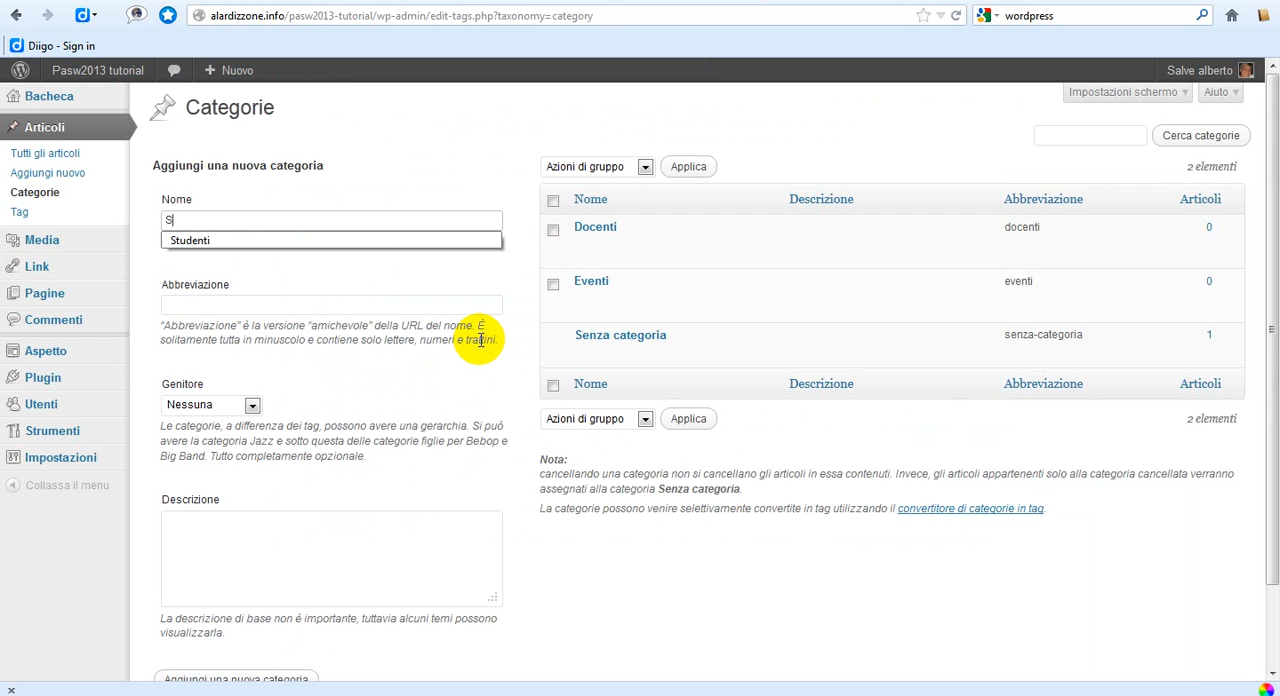 alardizzone.info/pasw2013-tutorial/wp-admin/edit-tags.php?taxonomy=category
wordpress
Diigo - Sign in
Pasw2013 tutorial
Nuovo
Salve alberto
Bacheca
Articoli
Tutti gli articoli
Aggiungi nuovo
Categorie
Tag
Media
Link
Pagine
Commenti
Aspetto
Plugin
Utenti
Strumenti
Impostazioni
Collassa il menu
Impostazioni schermo
Aiuto
Categorie
Cerca categorie
Aggiungi una nuova categoria
Nome
S
Studenti
Abbreviazione
“Abbreviazione” è la versione “amichevole” della URL del nome. È
solitamente tutta in minuscolo e contiene solo lettere, numeri e trattini.
Genitore
Nessuna
Le categorie, a differenza dei tag, possono avere una gerarchia. Si può
avere la categoria Jazz e sotto questa delle categorie figlie per Bebop e
Big Band. Tutto completamente opzionale.
Descrizione
La descrizione di base non è importante, tuttavia alcuni temi possono
visualizzarla.
Aggiungi una nuova categoria
Azioni di gruppo
Applica
2 elementi
Nome Descrizione Abbreviazione Articoli
Docenti docenti 0
Eventi eventi 0
Senza categoria senza-categoria 1
Nome Descrizione Abbreviazione Articoli
Azioni di gruppo
Applica
2 elementi
Nota:
cancellando una categoria non si cancellano gli articoli in essa contenuti. Invece, gli articoli appartenenti solo alla categoria cancellata verranno
assegnati alla categoria Senza categoria.
La categorie possono venire selettivamente convertite in tag utilizzando il convertitore di categorie in tag.